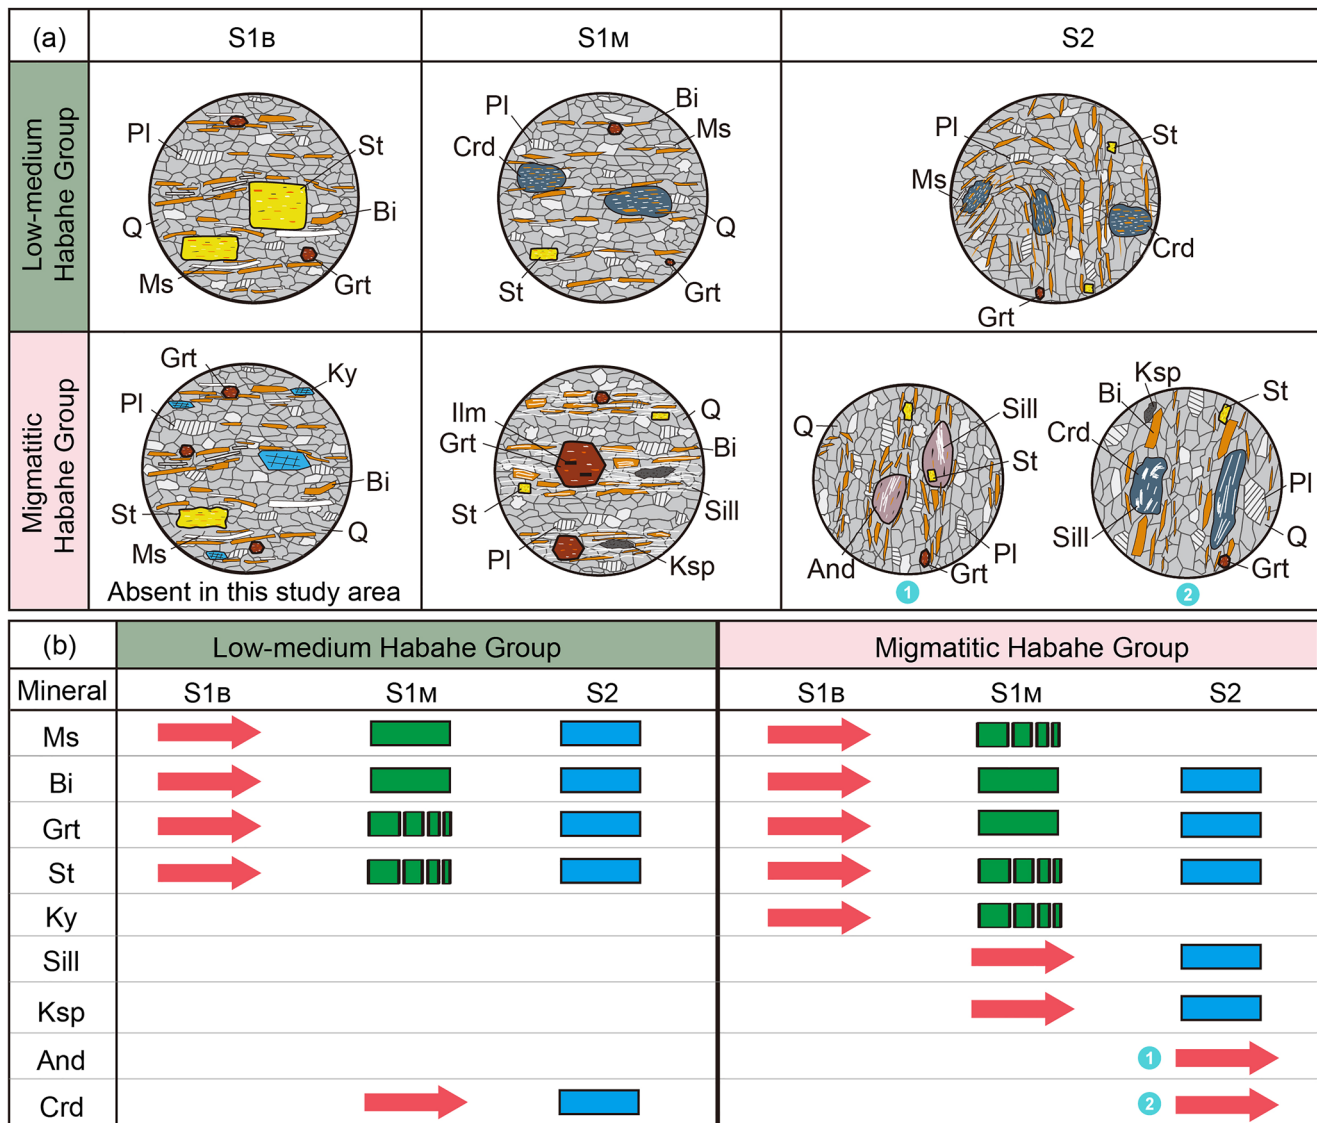 (a)
S1B
S1M
S2
Low-medium
Habahe Group
Pl
St
Q
Bi
Ms
Grt
Pl
Bi
Crd
Ms
Q
St
Grt
Pl
St
Ms
Crd
Grt
Migmatitic
Habahe Group
Grt
Ky
Pl
Bi
St
Ms
Q
Absent in this study area
Ilm
Q
Grt
Bi
St
Sill
Pl
Ksp
Q
Sill
St
And
Pl
Grt
1
Ksp
Bi
St
Crd
Pl
Sill
Q
Grt
2
(b)
Low-medium Habahe Group
Migmatitic Habahe Group
Mineral
S1B
S1M
S2
S1B
S1M
S2
Ms
Bi
Grt
St
Ky
Sill
Ksp
And
1
Crd
2